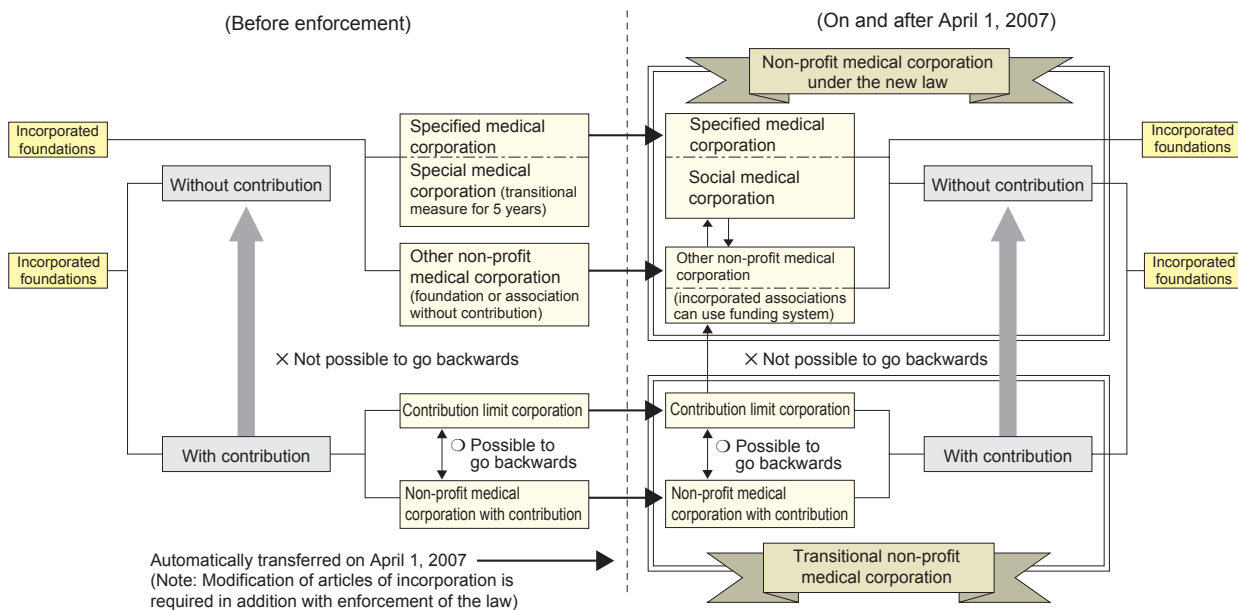 (Before enforcement)
(On and after April 1, 2007)
Non-profit medical corporation
under the new law
Incorporated
foundations
Without contribution
Incorporated
foundations
Specified medical
corporation
Special medical
corporation (transitional
measure for 5 years)
Other non-profit
medical corporation
(foundation or association
without contribution)
× Not possible to go backwards
Contribution limit corporation
❍ Possible to
go backwards
With contribution
Non-profit medical
corporation with contribution
Automatically transferred on April 1, 2007
(Note: Modification of articles of incorporation is
required in addition with enforcement of the law)
Specified medical
corporation
Social medical
corporation
Other non-profit medical
corporation
(incorporated associations
can use funding system)
Without contribution
Incorporated
foundations
Incorporated
foundations
× Not possible to go backwards
Contribution limit corporation
❍ Possible to
go backwards
With contribution
Non-profit medical
corporation with contribution
Transitional non-profit
medical corporation